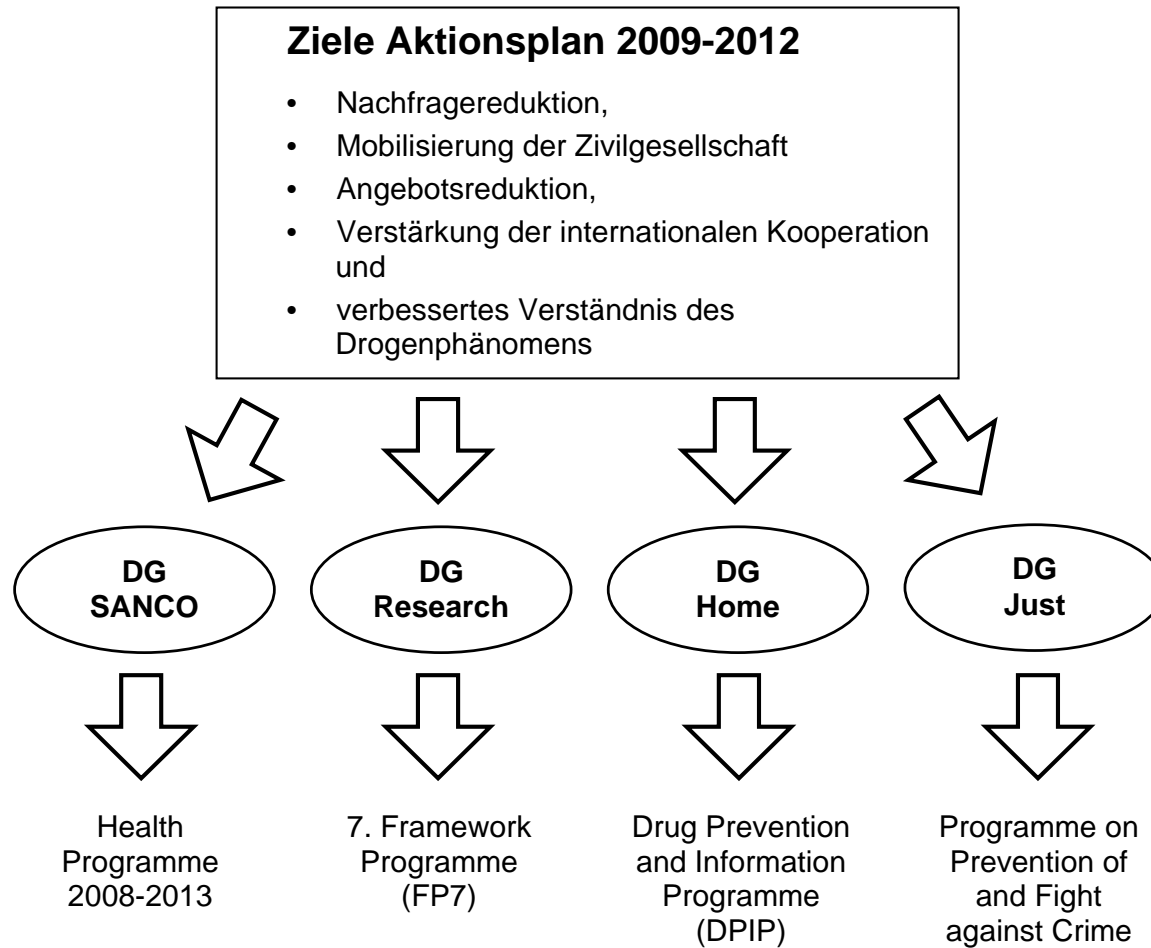 Ziele Aktionsplan 2009-2012
• Nachfragereduktion,
• Mobilisierung der Zivilgesellschaft
• Angebotsreduktion,
• Verstärkung der internationalen Kooperation
und
• verbessertes Verständnis des
Drogenphänomens
DG
SANCO
DG
Research
DG
Home
DG
Just
Health
Programme
2008-2013
7. Framework
Programme
(FP7)
Drug Prevention
and Information
Programme
(DPIP)
Programme on
Prevention of
and Fight
against Crime